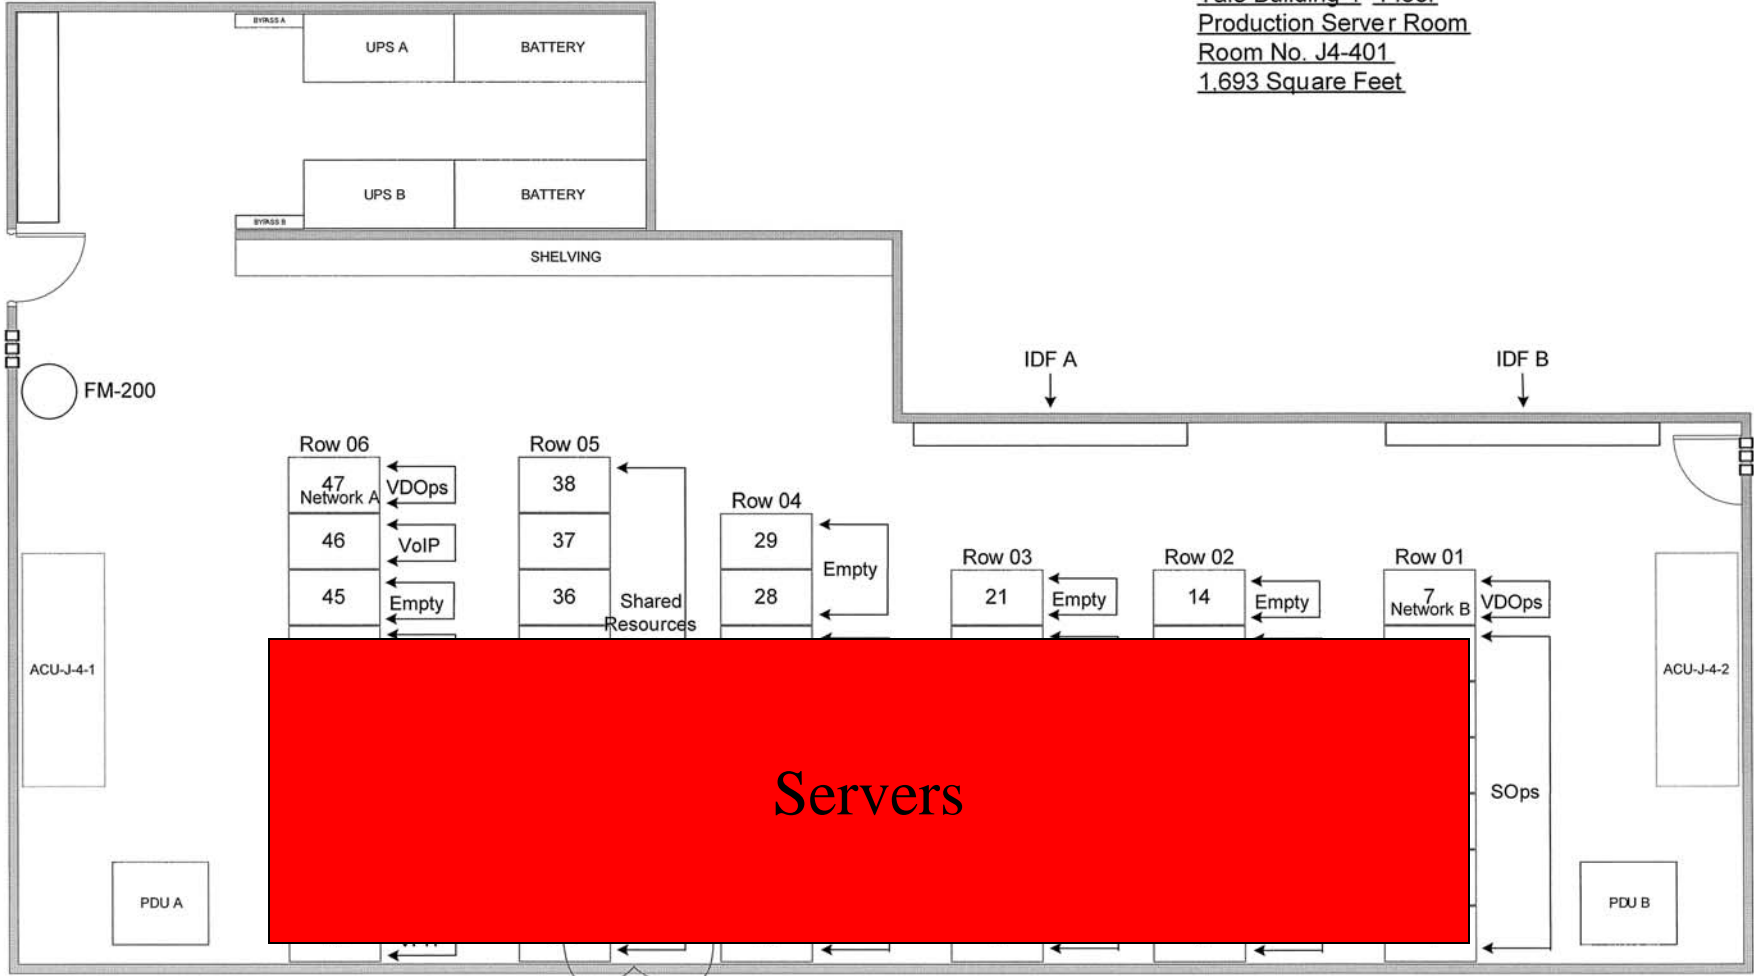 Production Server Room
Room No. J4-401
1,693 Square Feet
BYPASS A
UPS A
BATTERY
UPS B
BATTERY
BYPASS B
SHELVING
IDF A
IDF B
FM-200
Row 06
47
Network A
VDOps
46
VoIP
45
Empty
Row 05
38
37
36
Shared
Resources
Row 04
29
28
Empty
Row 03
21
Empty
Row 02
14
Empty
Row 01
7
Network B
VDOps
ACU-J-4-1
ACU-J-4-2
Servers
SOps
PDU A
PDU B